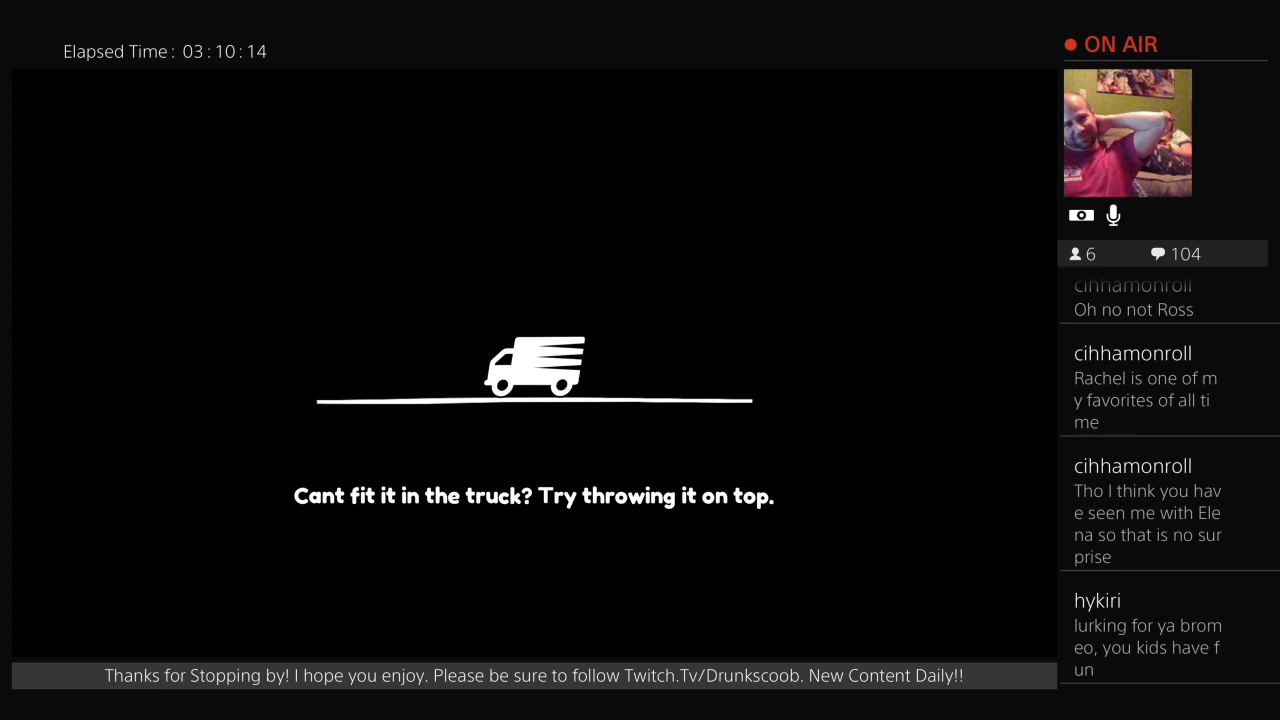 Elapsed Time : 03 : 10 : 14
ON AIR
6
104
cihhamonroll
Oh no not Ross
cihhamonroll
Rachel is one of m
y favorites of all ti
me
cihhamonroll
Tho I think you hav
e seen me with Ele
na so that is no sur
prise
hykiri
lurking for ya brom
eo, you kids have f
un
Cant fit it in the truck? Try throwing it on top.
Thanks for Stopping by! I hope you enjoy. Please be sure to follow Twitch.Tv/Drunkscoob. New Content Daily!!